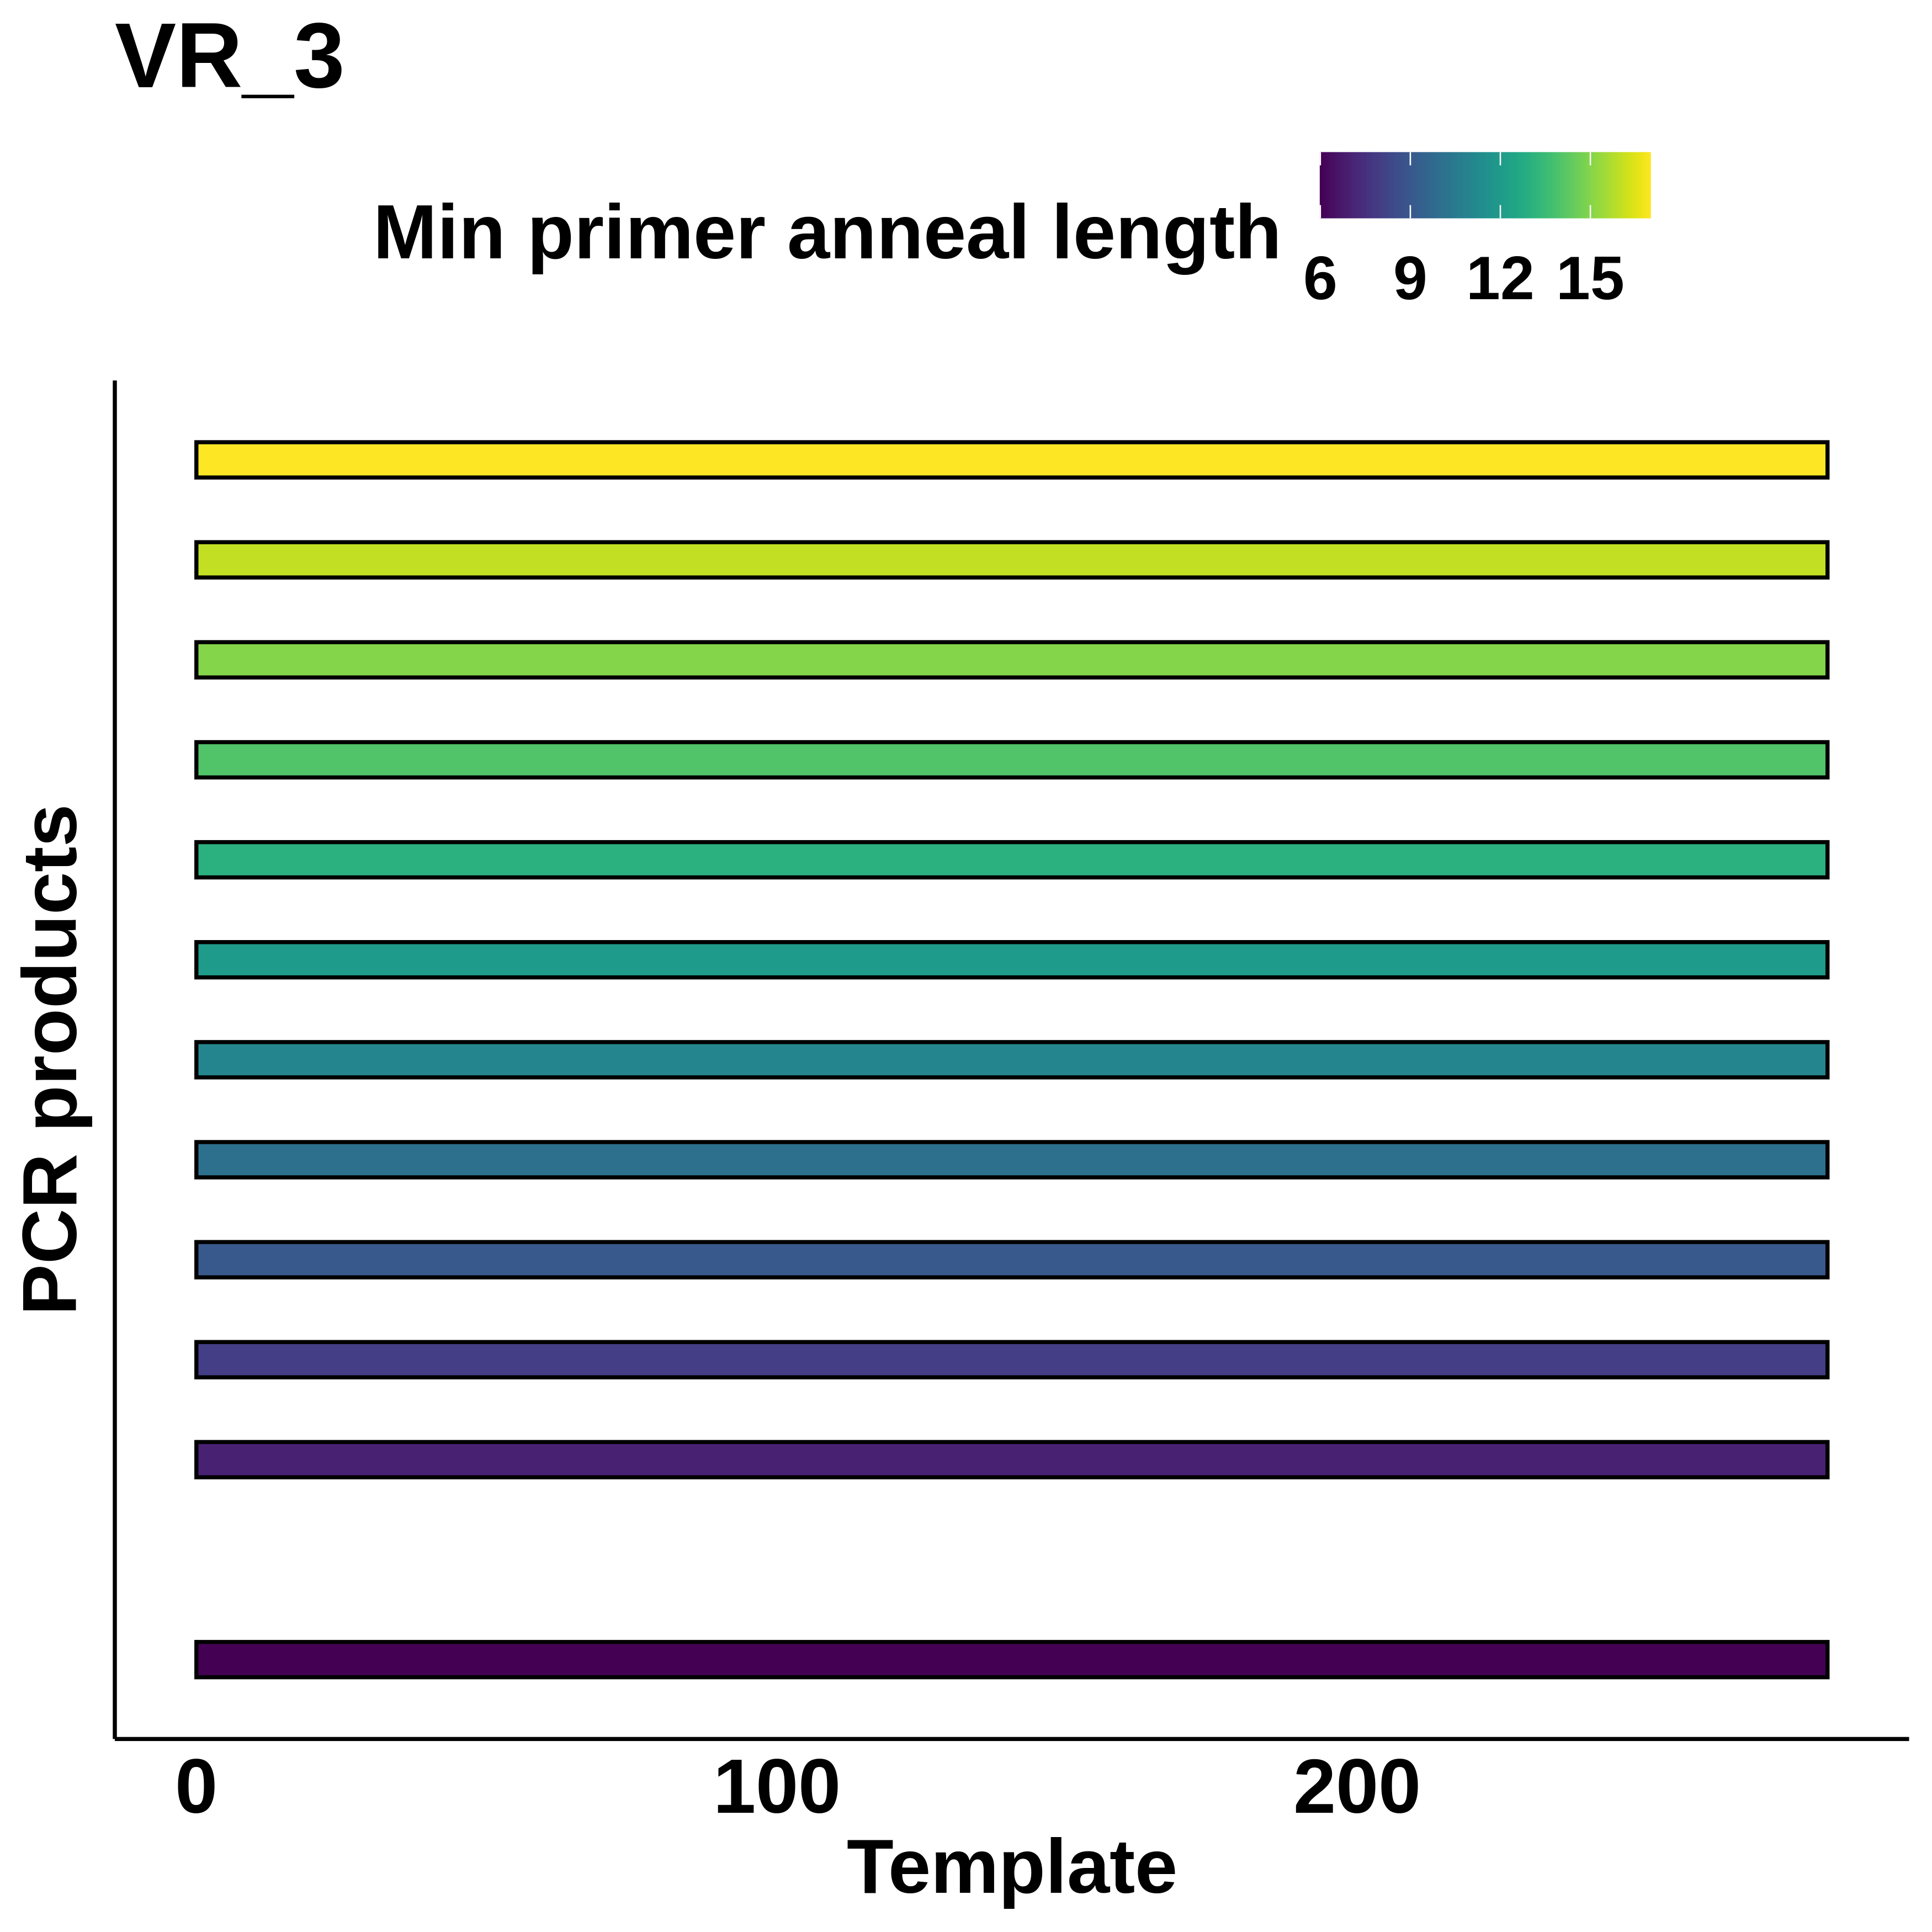 VR_3
Min primer anneal length
6 9 12 15
PCR products
0 100 200
Template